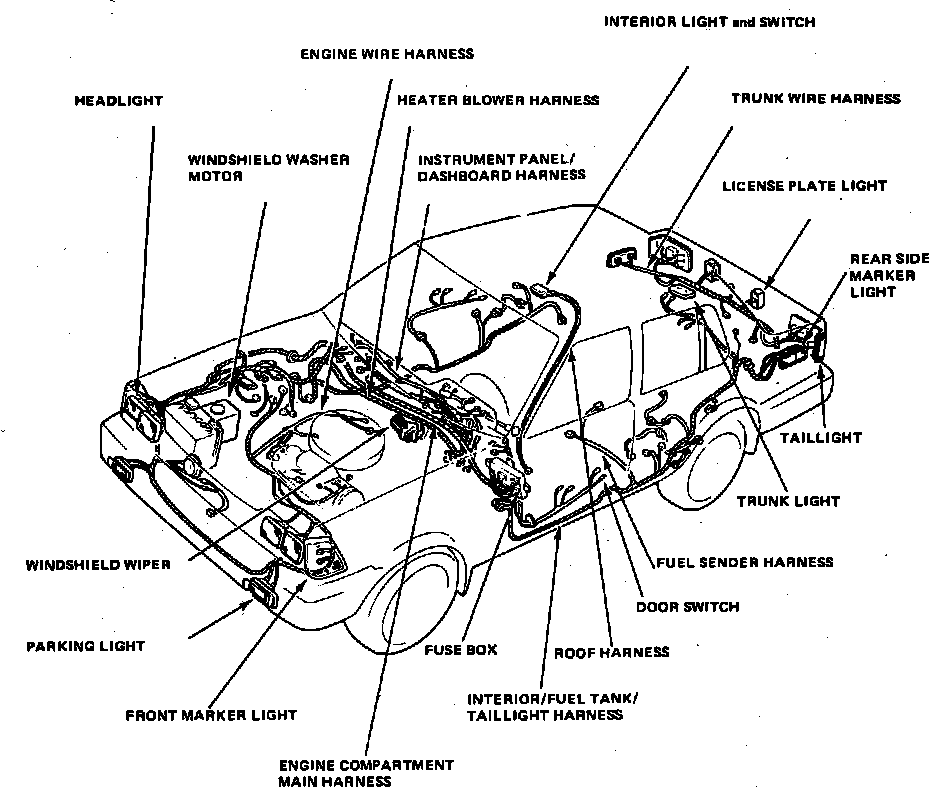 INTERIOR LIGHT and SWITCH
ENGINE WIRE HARNESS
HEADLIGHT
HEATER BLOWER HARNESS
TRUNK WIRE HARNESS
WINDSHIELD WASHER
MOTOR
INSTRUMENT PANEL/
DASHBOARD HARNESS
LICENSE PLATE LIGHT
REAR SIDE
MARKER
LIGHT
TAILLIGHT
TRUNK LIGHT
WINDSHIELD WIPER
FUEL SENDER HARNESS
DOOR SWITCH
PARKING LIGHT
FUSE BOX
ROOF HARNESS
INTERIOR/FUEL TANK/
TAILLIGHT HARNESS
FRONT MARKER LIGHT
ENGINE COMPARTMENT
MAIN HARNESS